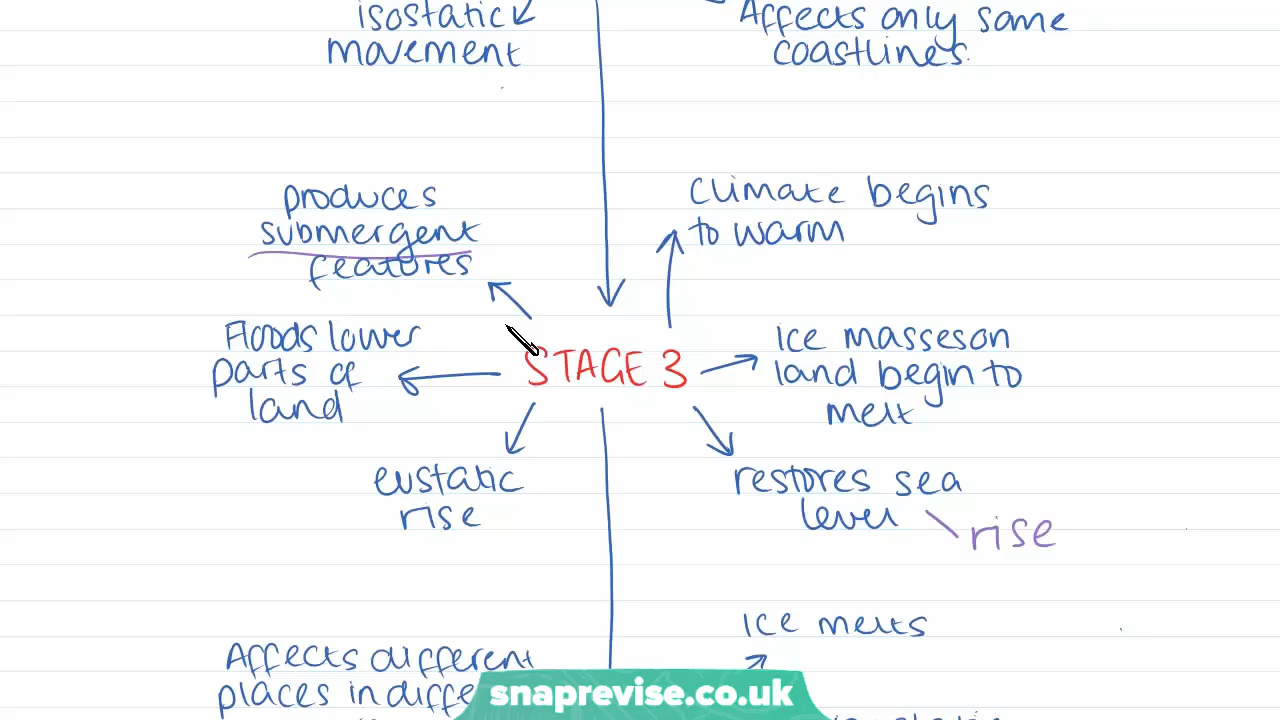 isostatic
movement
Affects only some
coastlines.
produces
submergent
features
Climate begins
to warm
Floods lower
parts of
land
STAGE 3
Ice masseson
land begin to
melt
eustatic
rise
restores sea
level
rise
Ice melts
Affects different
places in diffe
snaprevise.co.uk